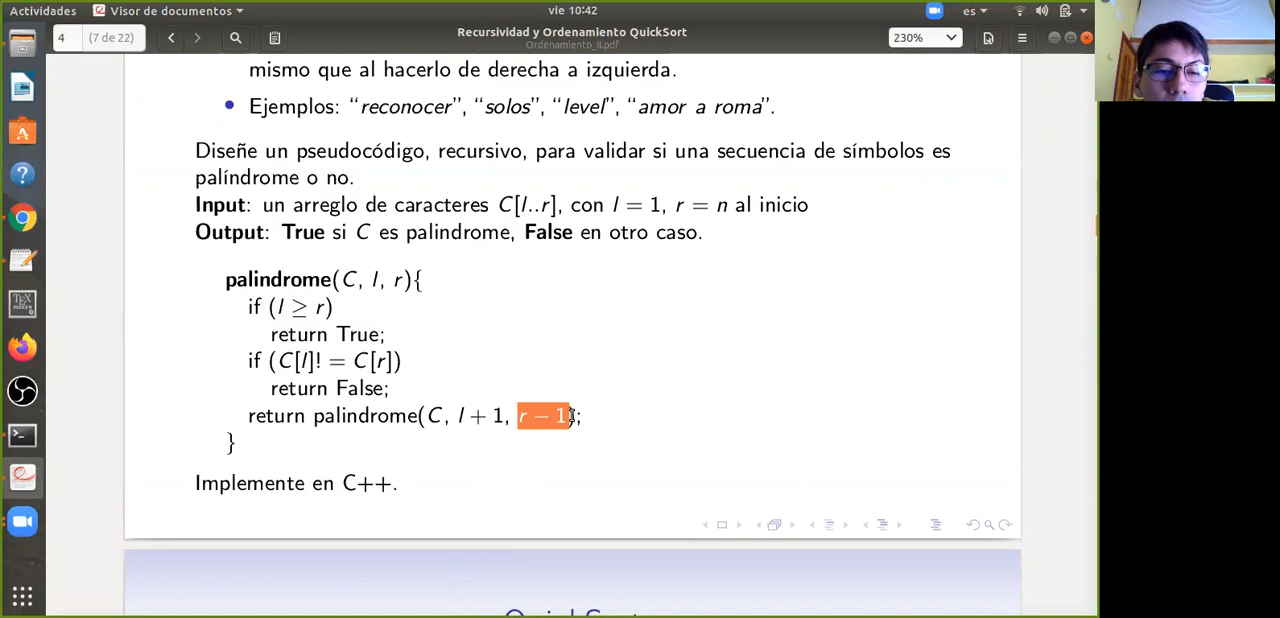 Actividades
Visor de documentos
vie 10:42
es
4
(7 de 22)
Recursividad y Ordenamiento QuickSort
Ordenamiento_II.pdf
230%
mismo que al hacerlo de derecha a izquierda.
• Ejemplos: “reconocer”, “solos”, “level”, “amor a roma”.
Diseñe un pseudocódigo, recursivo, para validar si una secuencia de símbolos es
palíndrome o no.
Input: un arreglo de caracteres C[l..r], con l = 1, r = n al inicio
Output: True si C es palindrome, False en otro caso.
palindrome(C, l, r){
if (l ≥ r)
return True;
if (C[l]! = C[r])
return False;
return palindrome(C, l + 1, r − 1);
}
Implemente en C++.